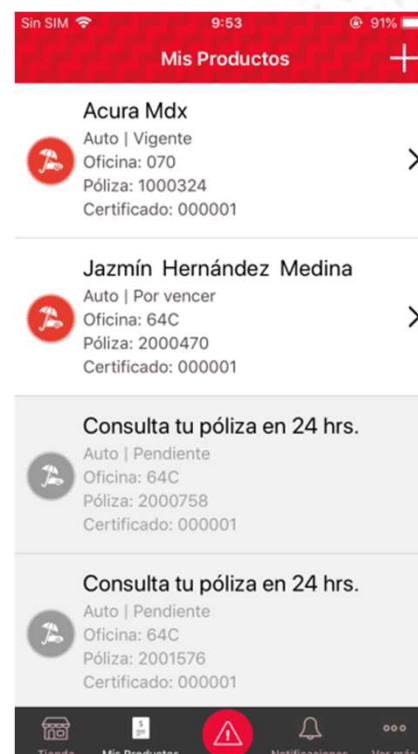 Sin SIM 9:53 91%
Mis Productos
Acura Mdx
Auto | Vigente
Oficina: 070
Póliza: 1000324
Certificado: 000001
Jazmín Hernández Medina
Auto | Por vencer
Oficina: 64C
Póliza: 2000470
Certificado: 000001
Consulta tu póliza en 24 hrs.
Auto | Pendiente
Oficina: 64C
Póliza: 2000758
Certificado: 000001
Consulta tu póliza en 24 hrs.
Auto | Pendiente
Oficina: 64C
Póliza: 2001576
Certificado: 000001
Tienda Mis Productos Notificaciones Ver más